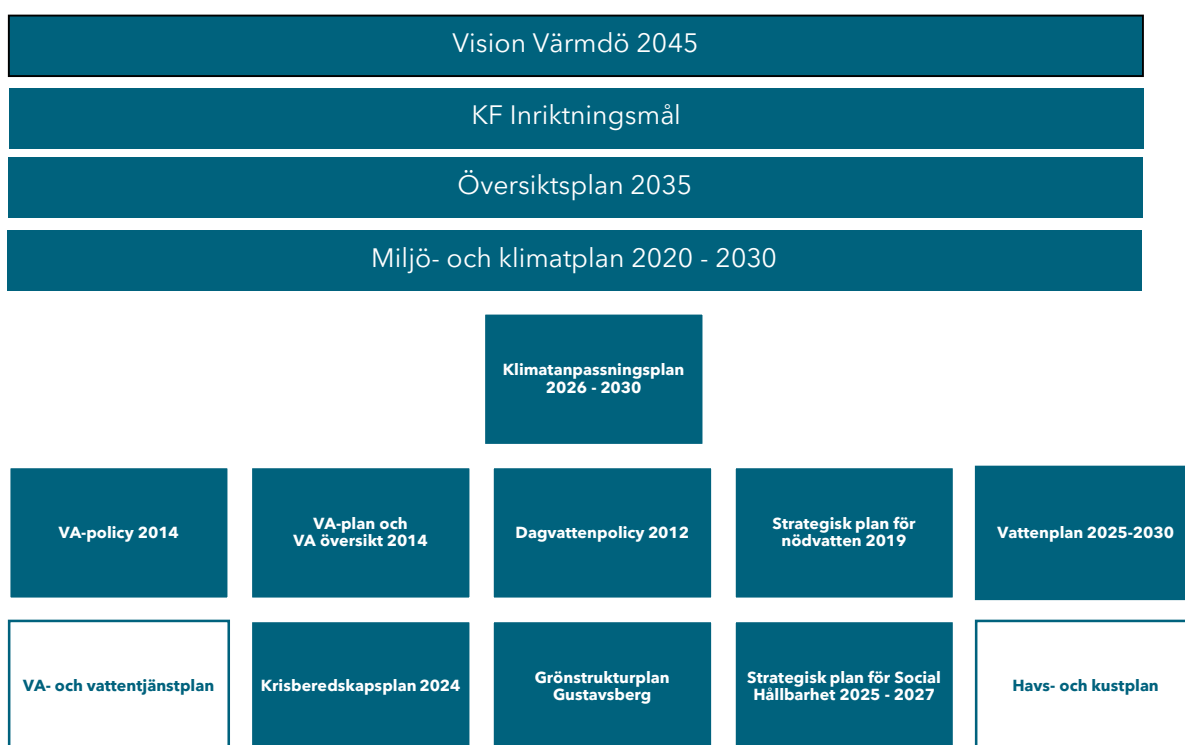 Vision Värmdö 2045
KF Inriktningsmål
Översiktsplan 2035
Miljö- och klimatplan 2020 - 2030
Klimatanpassningsplan
2026 - 2030
VA-policy 2014
VA-plan och
VA översikt 2014
Dagvattenpolicy 2012
Strategisk plan för
nödvatten 2019
Vattenplan 2025-2030
VA- och vattentjänstplan
Krisberedskapsplan 2024
Grönstrukturplan
Gustavsberg
Strategisk plan för Social
Hållbarhet 2025 - 2027
Havs- och kustplan